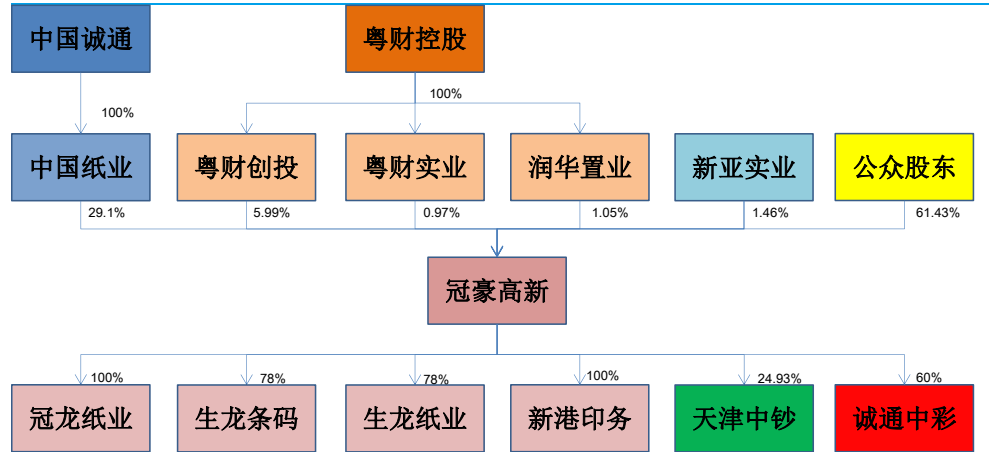 中国诚通
粤财控股
100%
100%
中国纸业
粤财创投
粤财实业
润华置业
新亚实业
公众股东
29.1%
5.99%
0.97%
1.05%
1.46%
61.43%
冠豪高新
100%
78%
78%
100%
24.93%
60%
冠龙纸业
生龙条码
生龙纸业
新港印务
天津中钞
诚通中彩